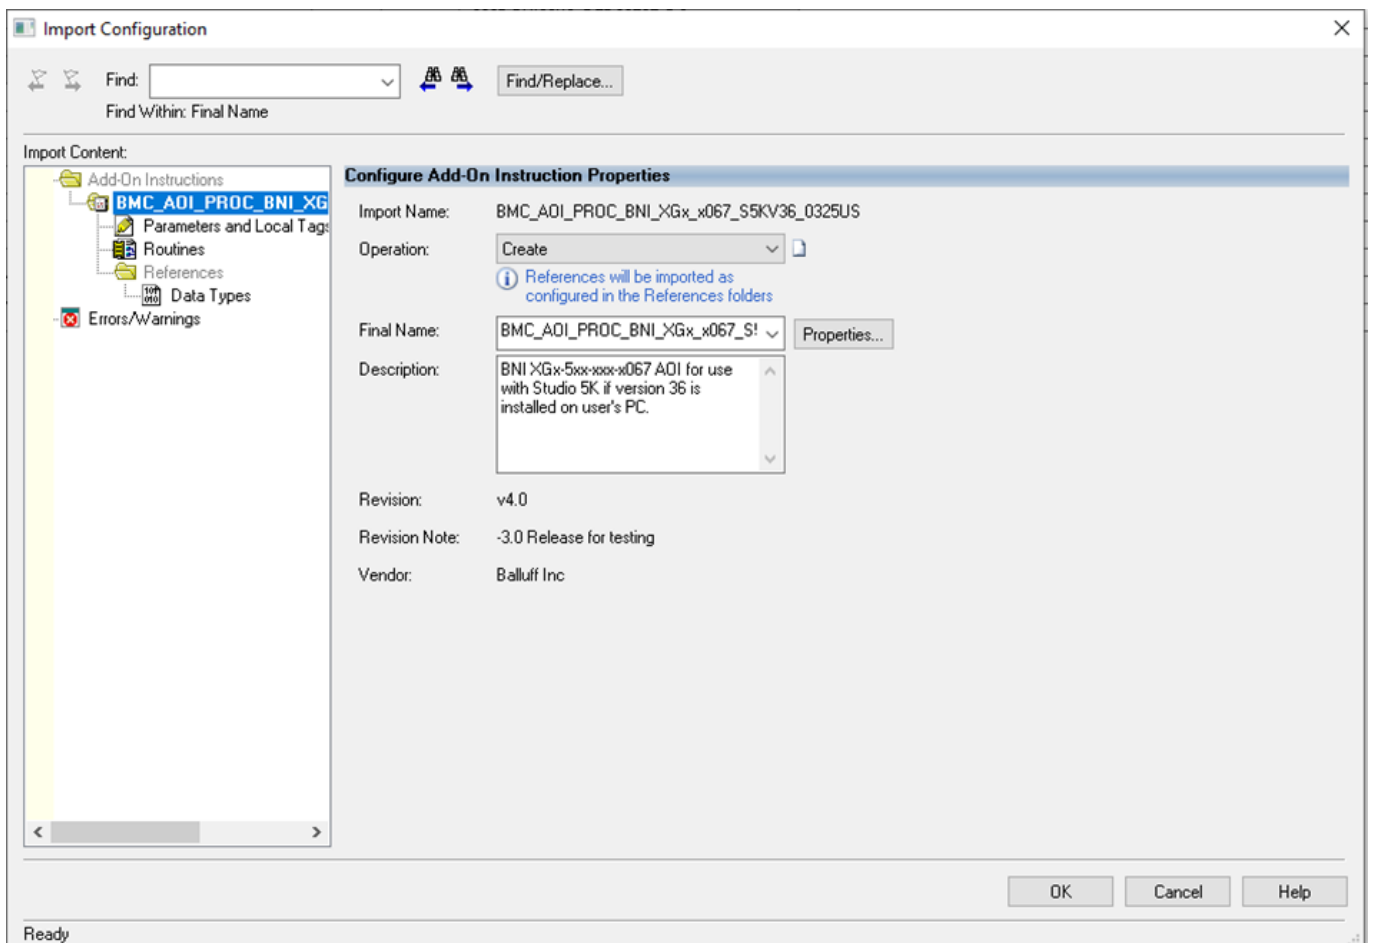 Import Configuration
Find:
Find/Replace...
Find Within: Final Name
Import Content:
Add-On Instructions
BMC_AOI_PROC_BNI_XG
Parameters and Local Tags
Routines
References
Data Types
Errors/Warnings
Configure Add-On Instruction Properties
Import Name: BMC_AOI_PROC_BNI_XGx_x067_S5KV36_0325US
Operation: Create
References will be imported as
configured in the References folders
Final Name: BMC_AOI_PROC_BNI_XGx_x067_S!
Properties...
Description: BNI XGx-5xx-xxx-x067 AOI for use
with Studio 5K if version 36 is
installed on user's PC.
Revision: v4.0
Revision Note: -3.0 Release for testing
Vendor: Balluff Inc
OK Cancel Help
Ready